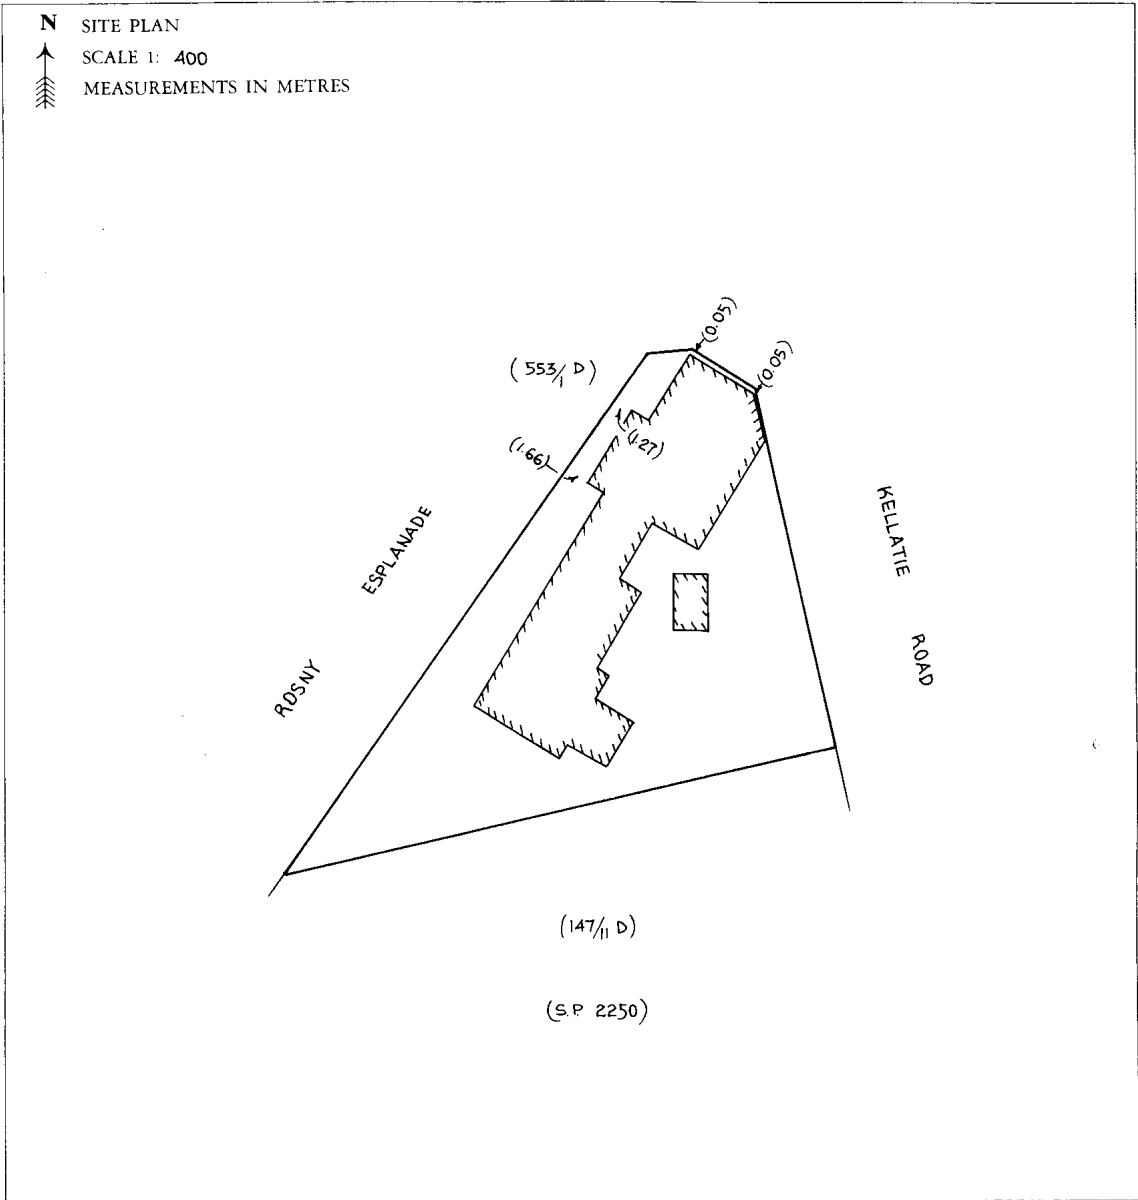 N SITE PLAN
SCALE 1: 400
MEASUREMENTS IN METRES
(0.05)
(0.05)
(553/1 D)
(1.27)
(1.66)
ROSNY ESPLANADE
KELLATIE ROAD
(147/11 D)
(S.P. 2250)